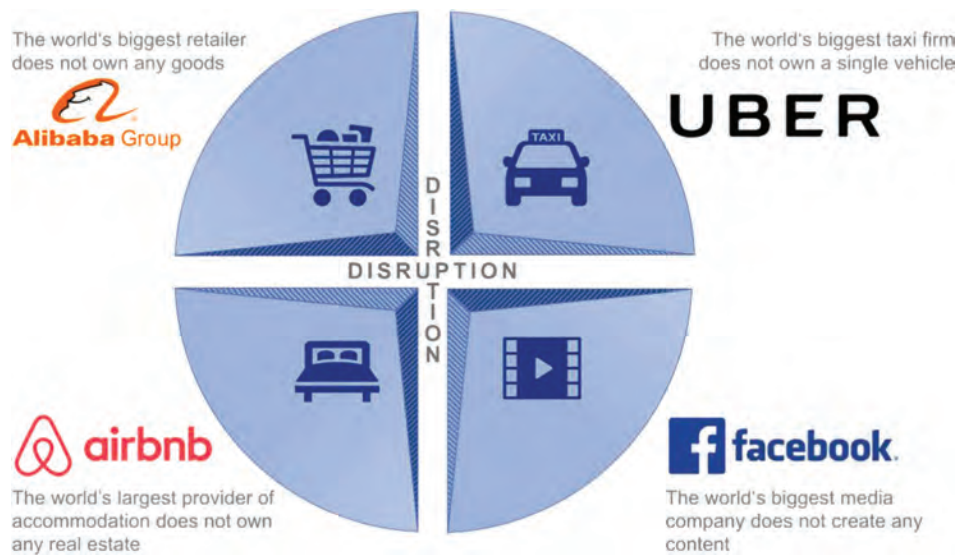 The world's biggest retailer
does not own any goods
Alibaba Group
The world's biggest taxi firm
does not own a single vehicle
UBER
TAXI
DISRUPTION
DISRUPTION
airbnb
The world's largest provider of
accommodation does not own
any real estate
f facebook.
The world's biggest media
company does not create any
content